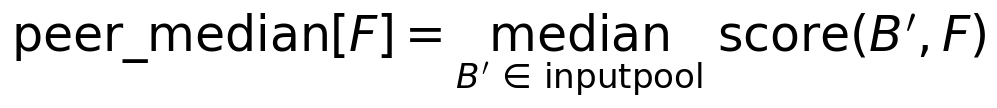 peer_median[F] = median score(B′, F)
B′ ∈ inputpool